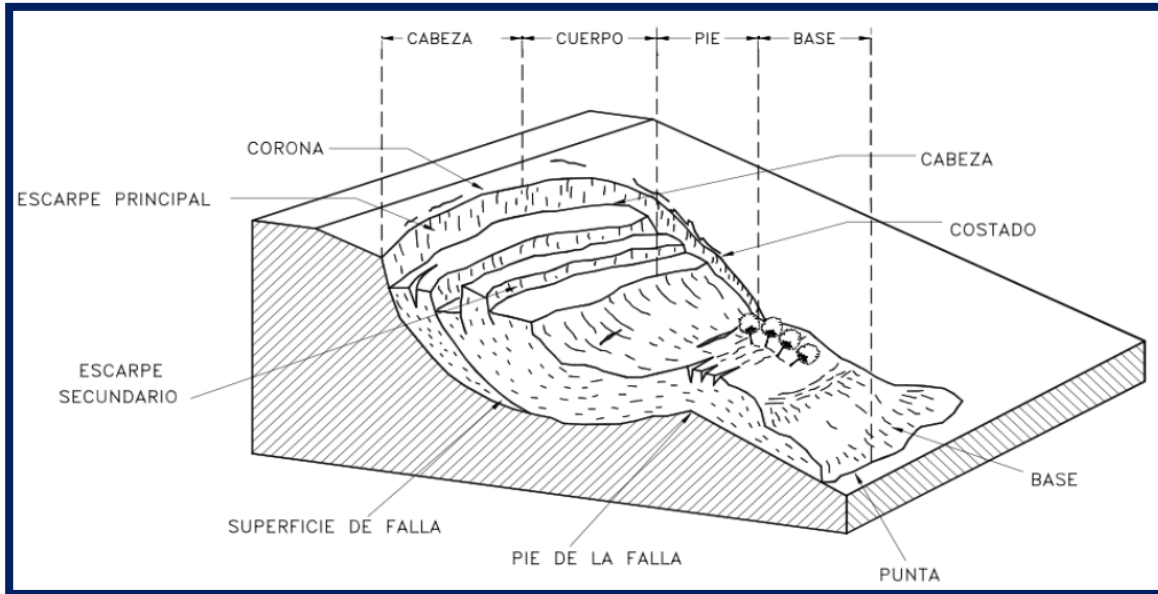 CABEZA
CUERPO
PIE
BASE
CORONA
CABEZA
ESCARPE PRINCIPAL
COSTADO
ESCARPE
SECUNDARIO
BASE
SUPERFICIE DE FALLA
PIE DE LA FALLA
PUNTA